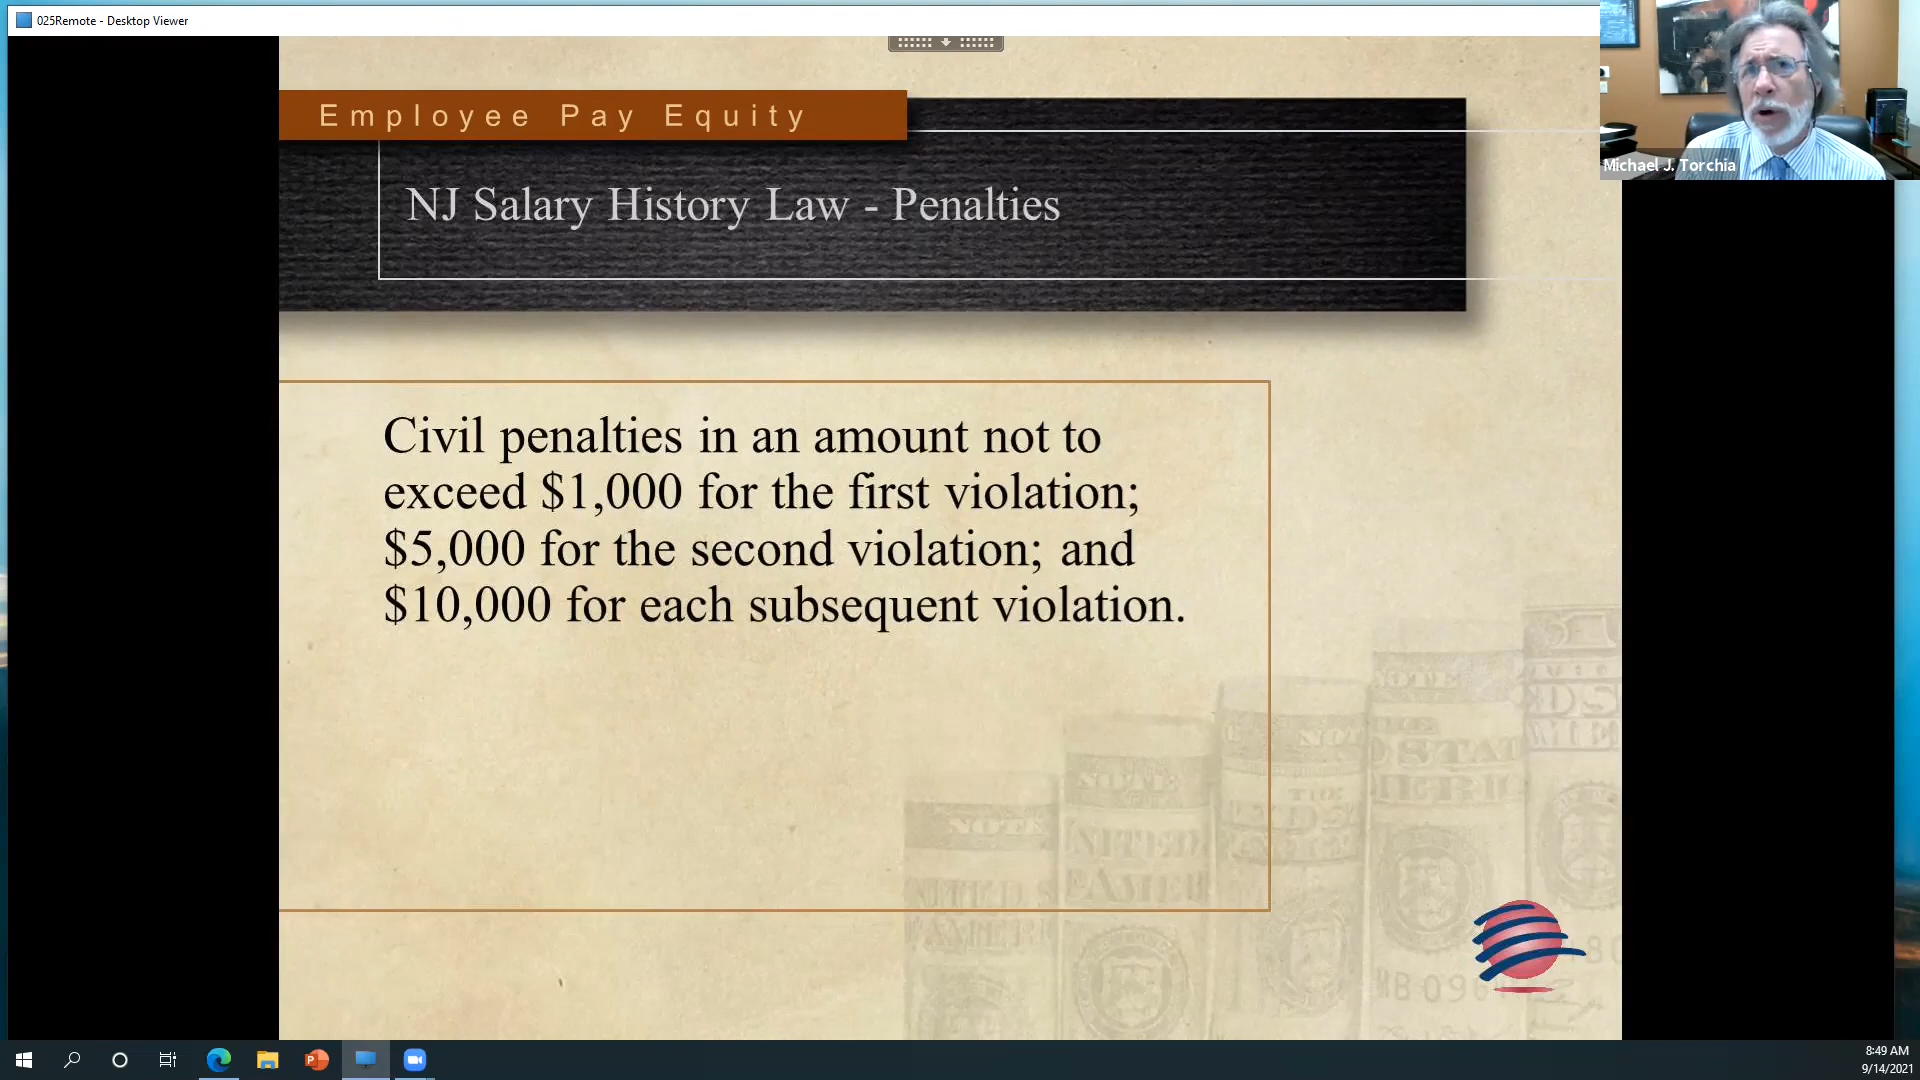 025Remote - Desktop Viewer
Employee Pay Equity
Michael J. Torchia
NJ Salary History Law - Penalties
Civil penalties in an amount not to
exceed $1,000 for the first violation;
$5,000 for the second violation; and
$10,000 for each subsequent violation.
8:49 AM
9/14/2021